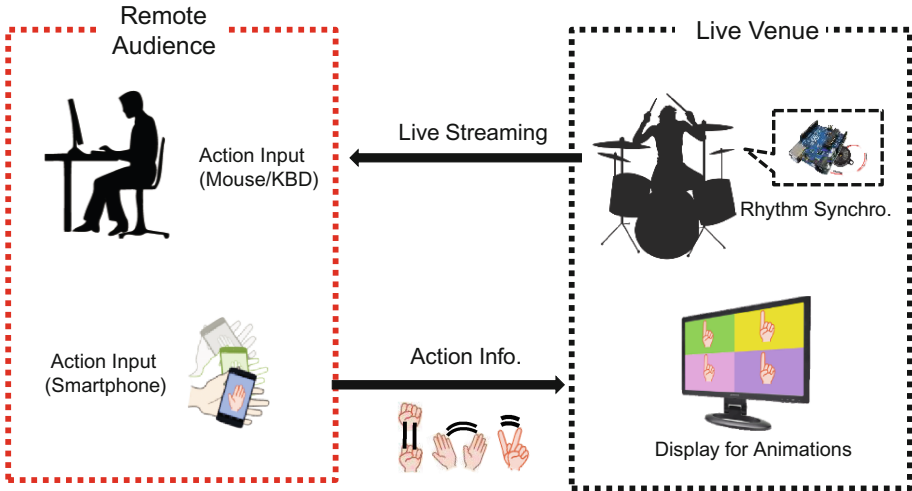 Remote
Audience
Live Venue
Live Streaming
Action Input
(Mouse/KBD)
Rhythm Synchro.
Action Input
(Smartphone)
Action Info.
Display for Animations